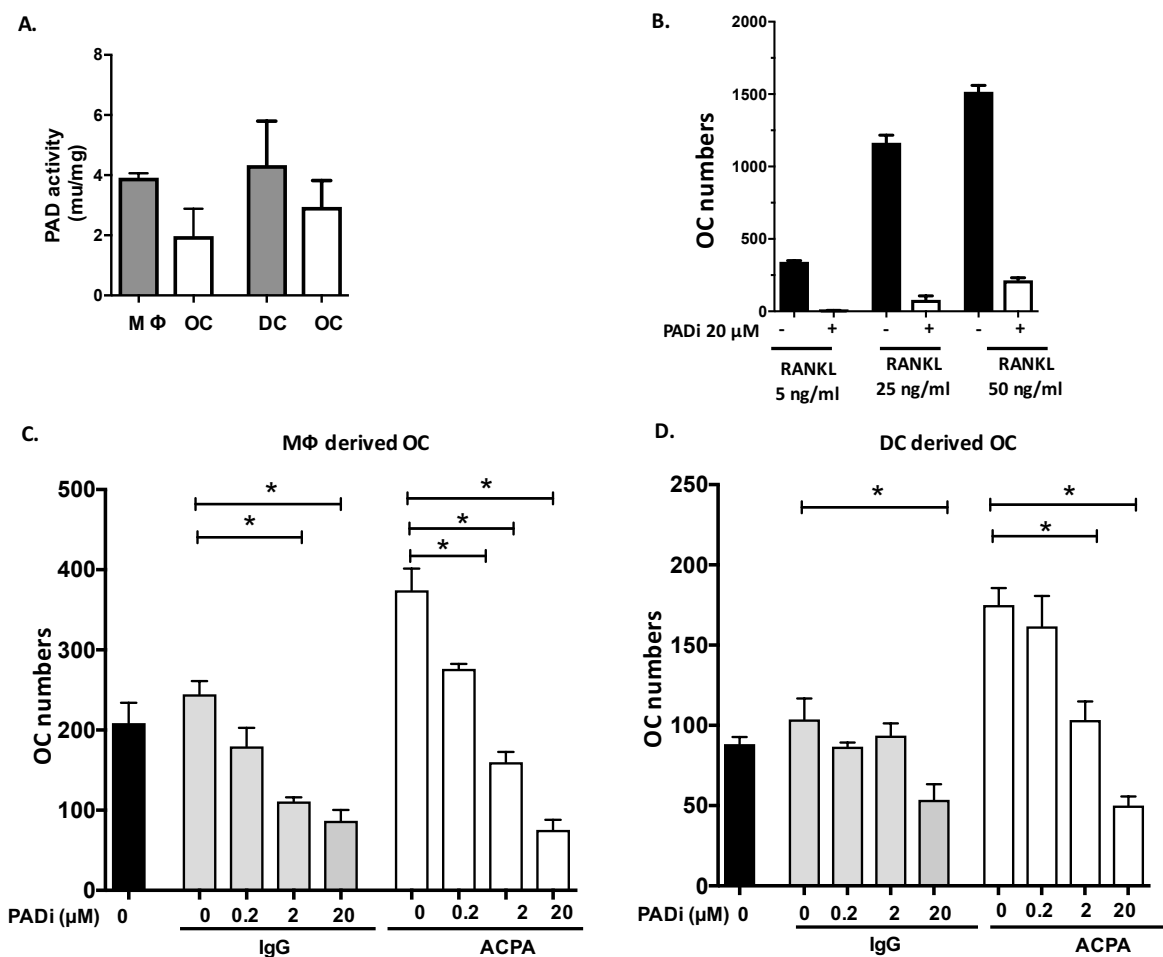 A.
8
6
4
2
0
PAD activity
(mu/mg)
M Φ OC DC OC
B.
2000
1500
1000
500
0
OC numbers
PADi 20 µM - + - + - +
RANKL
5 ng/ml
RANKL
25 ng/ml
RANKL
50 ng/ml
C.
MΦ derived OC
500
400
300
200
100
0
OC numbers
* * * * *
PADi (µM) 0 0 0.2 2 20 0 0.2 2 20
IgG ACPA
D.
DC derived OC
250
200
150
100
50
0
OC numbers
* * *
PADi (µM) 0 0 0.2 2 20 0 0.2 2 20
IgG ACPA